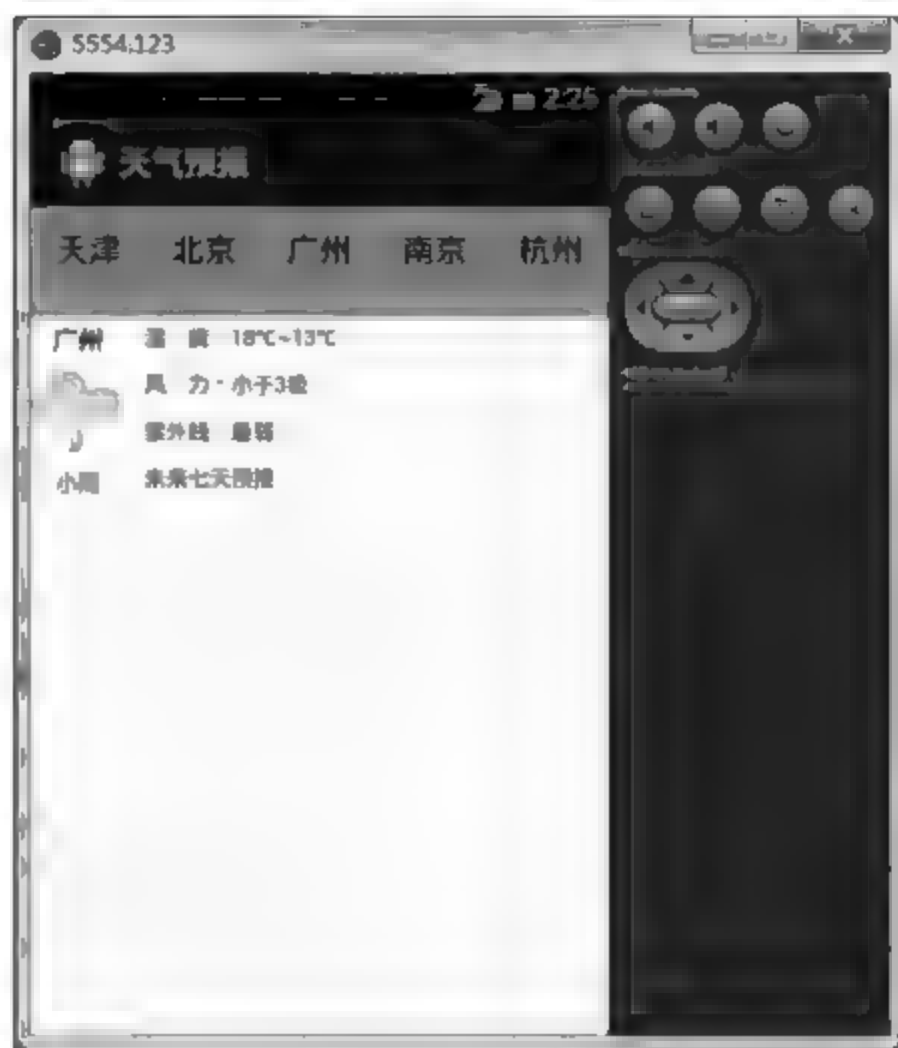 5554:123
2:25
天气预报
天津 北京 广州 南京 杭州
广州 温 度 18℃~13℃
风 力:小于3级
紫外线 最弱
小雨 未来七天预报